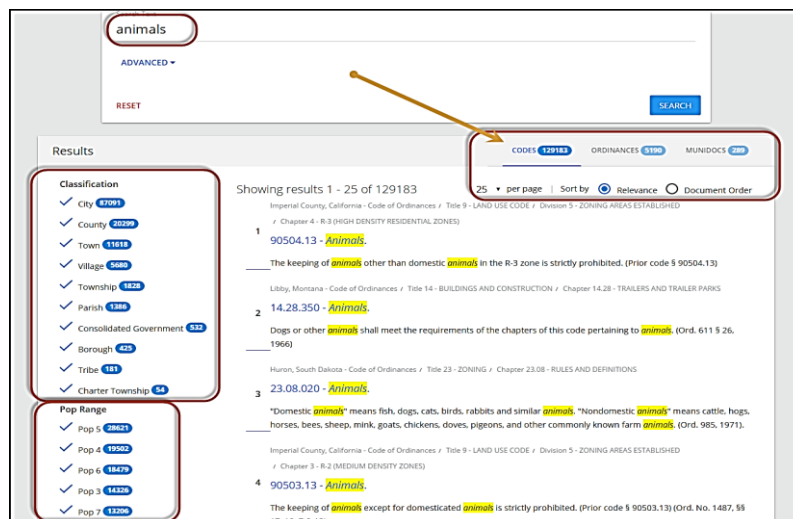 animals
ADVANCED
RESET
SEARCH
Results
CODES 129183 ORDINANCES 5190 MUNIDOCS 289
Classification
City 87091
County 20299
Town 11618
Village 5680
Township 1828
Parish 1386
Consolidated Government 532
Borough 425
Tribe 181
Charter Township 54
Pop Range
Pop 5 28621
Pop 4 19502
Pop 6 18479
Pop 3 14326
Pop 7 13206
Showing results 1 - 25 of 129183
25 per page | Sort by Relevance Document Order
Imperial County, California - Code of Ordinances / Title 9 - LAND USE CODE / Division 5 - ZONING AREAS ESTABLISHED
/ Chapter 4 - R-3 (HIGH DENSITY RESIDENTIAL ZONES)
1
90504.13 - Animals.
The keeping of animals other than domestic animals in the R-3 zone is strictly prohibited. (Prior code § 90504.13)
Libby, Montana - Code of Ordinances / Title 14 - BUILDINGS AND CONSTRUCTION / Chapter 14.28 - TRAILERS AND TRAILER PARKS
2
14.28.350 - Animals.
Dogs or other animals shall meet the requirements of the chapters of this code pertaining to animals. (Ord. 611 § 26,
1966)
Huron, South Dakota - Code of Ordinances / Title 23 - ZONING / Chapter 23.08 - RULES AND DEFINITIONS
3
23.08.020 - Animals.
"Domestic animals" means fish, dogs, cats, birds, rabbits and similar animals. "Nondomestic animals" means cattle, hogs,
horses, bees, sheep, mink, goats, chickens, doves, pigeons, and other commonly known farm animals. (Ord. 985, 1971).
Imperial County, California - Code of Ordinances / Title 9 - LAND USE CODE / Division 5 - ZONING AREAS ESTABLISHED
/ Chapter 3 - R-2 (MEDIUM DENSITY ZONES)
4
90503.13 - Animals.
The keeping of animals except for domesticated animals is strictly prohibited. (Prior code § 90503.13) (Ord. No. 1487, §§